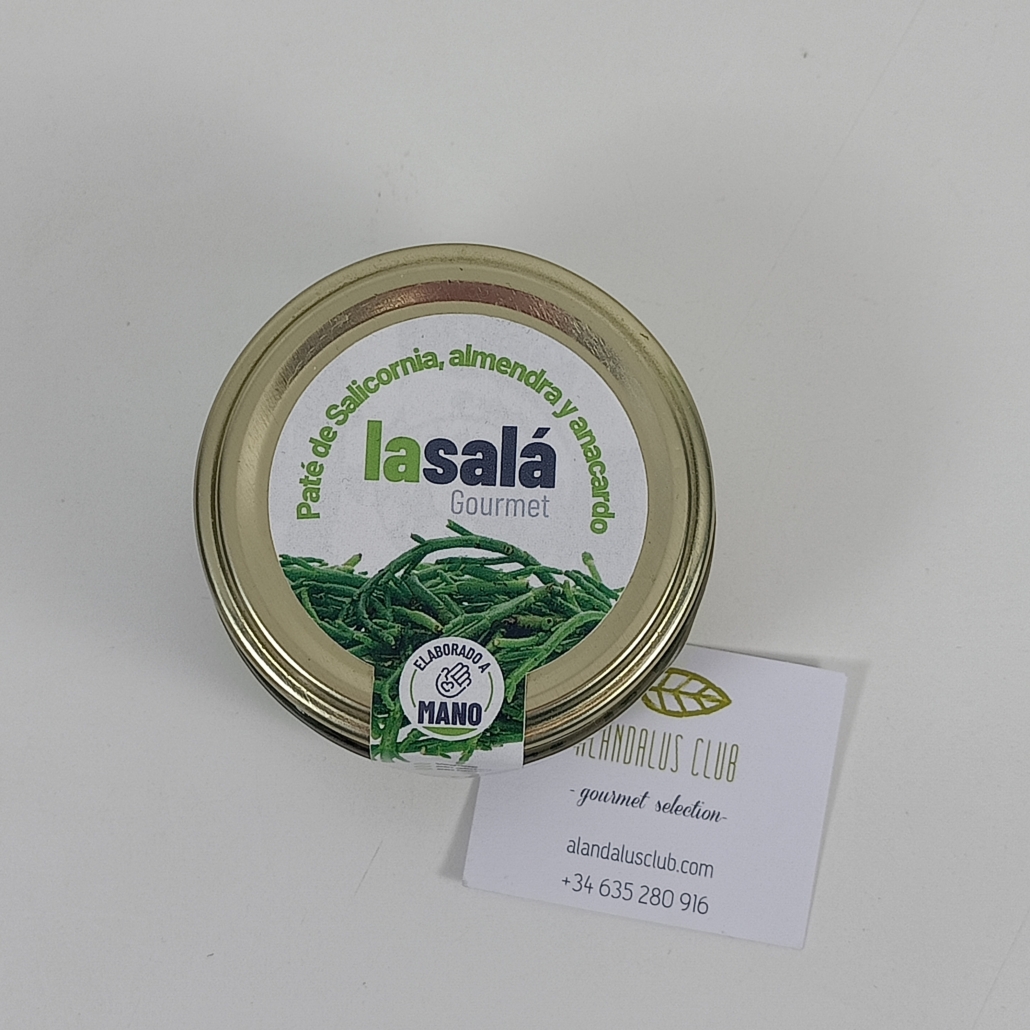 Paté de Salicornia, almendra y anacardo
lasalá
Gourmet
ELABORADO A
MANO
ALANDALUS CLUB
- gourmet selection-
alandalusclub.com
+34 635 280 916